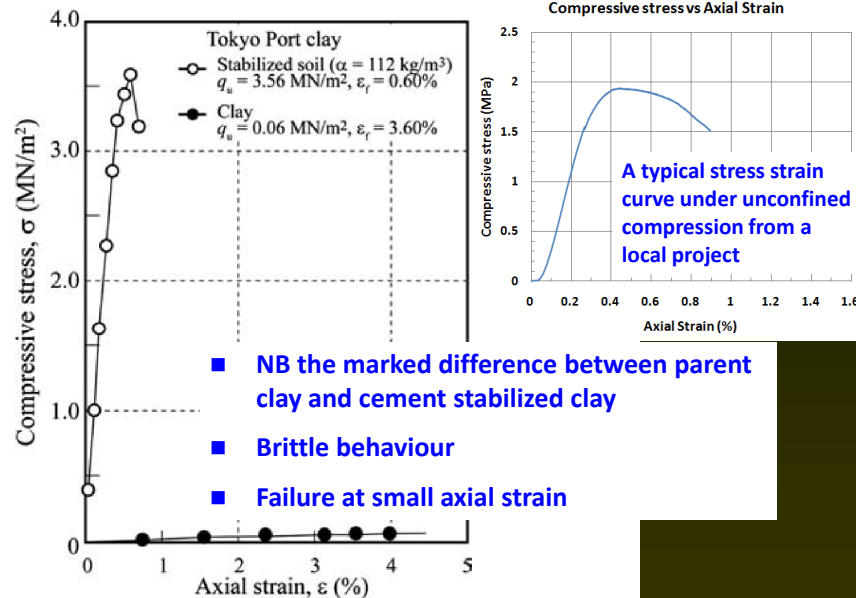 4.0
3.0
2.0
1.0
0
Compressive stress, σ (MN/m²)
Tokyo Port clay
Stabilized soil (α = 112 kg/m³)
qᵤ = 3.56 MN/m², εf = 0.60%
Clay
qᵤ = 0.06 MN/m², εf = 3.60%
0 1 2 3 4 5
Axial strain, ε (%)
Compressive stress vs Axial Strain
2.5
2
1.5
1
0.5
0
Compressive stress (MPa)
A typical stress strain
curve under unconfined
compression from a
local project
0 0.2 0.4 0.6 0.8 1 1.2 1.4 1.6
Axial Strain (%)
■ NB the marked difference between parent
clay and cement stabilized clay
■ Brittle behaviour
■ Failure at small axial strain